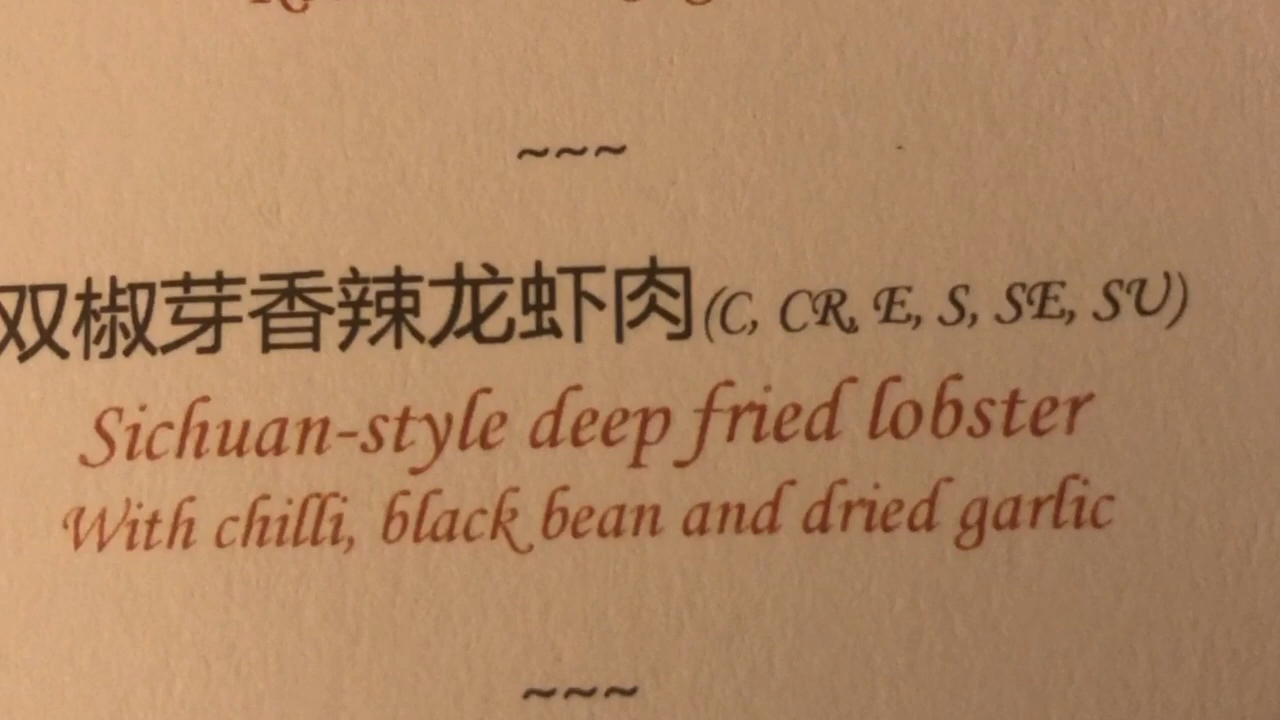 ~~~
双椒芽香辣龙虾肉(C, CR, E, S, SE, SU)
Sichuan-style deep fried lobster
With chilli, black bean and dried garlic
~~~